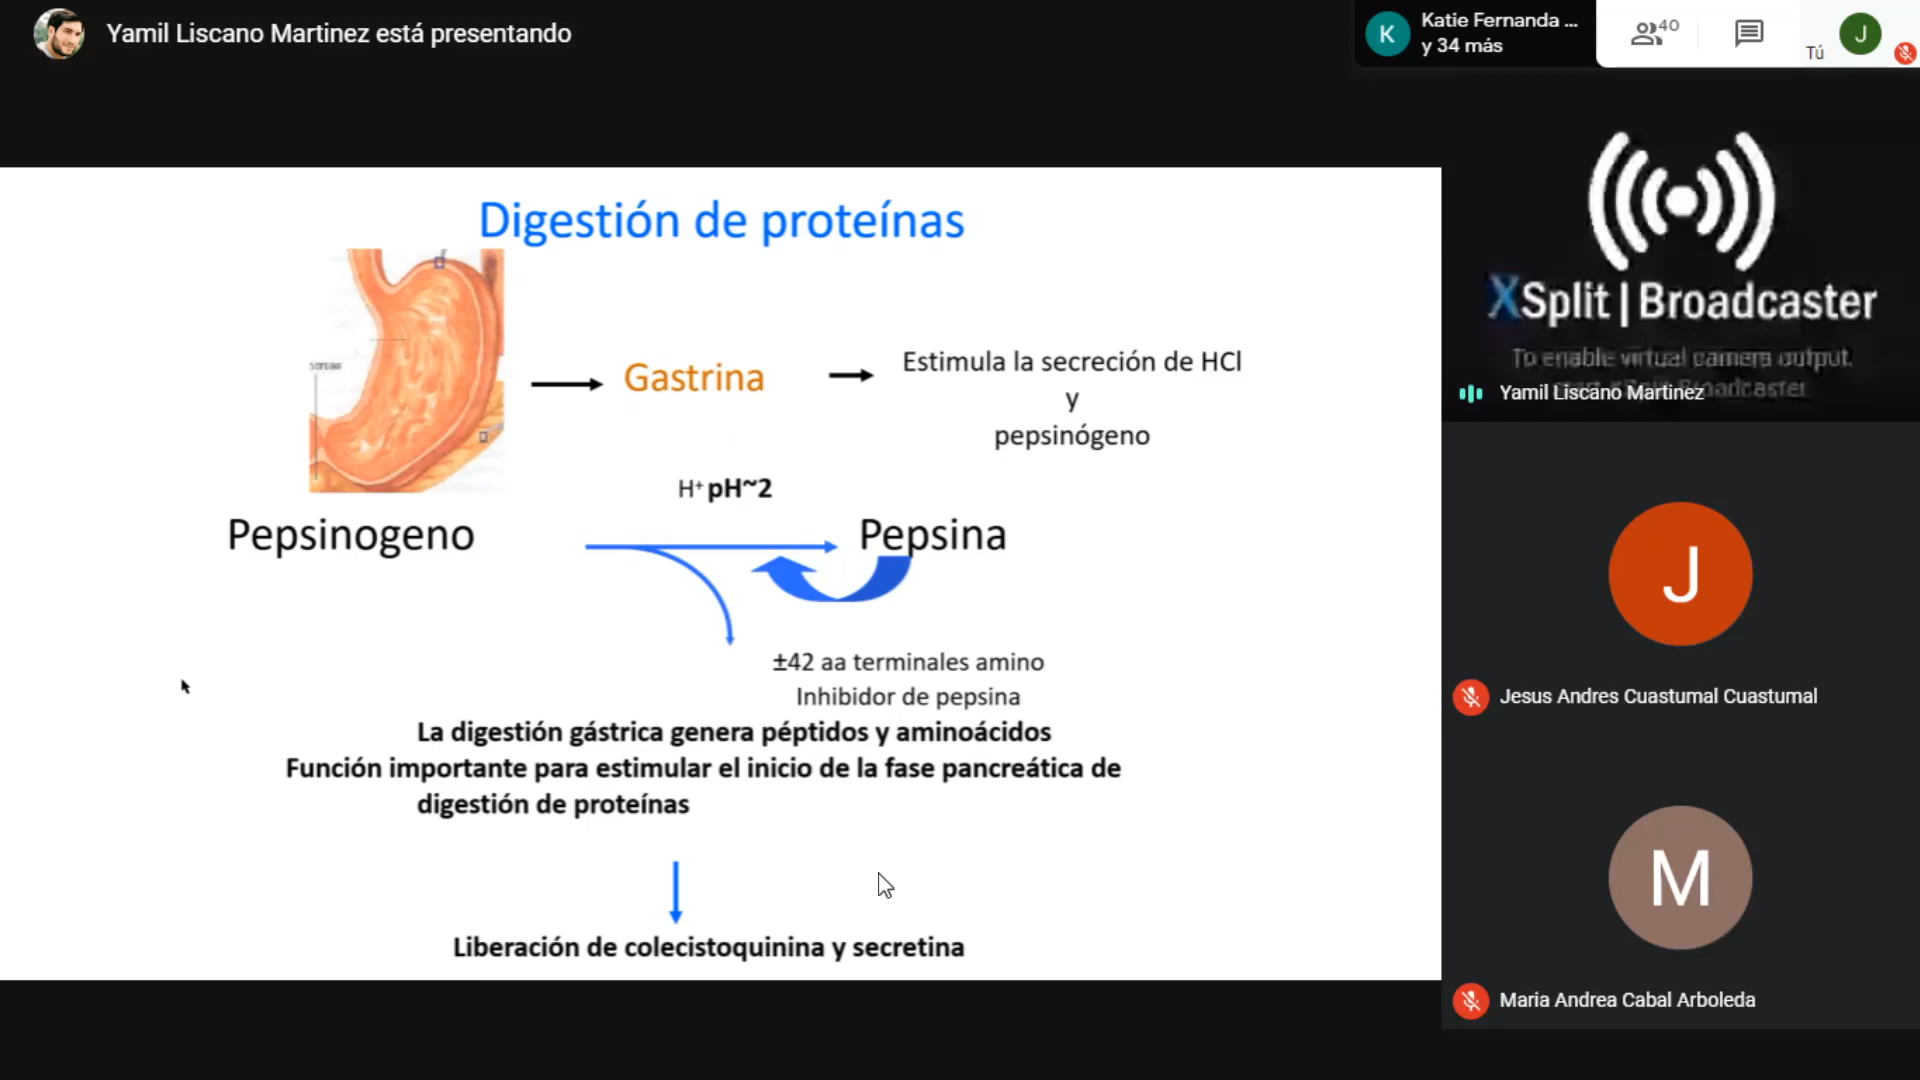 Yamil Liscano Martinez está presentando
K
Katie Fernanda ...
y 34 más
40
Tú
J
Digestión de proteínas
Gastrina
Estimula la secreción de HCl
y
pepsinógeno
H+ pH~2
Pepsinogeno
Pepsina
±42 aa terminales amino
Inhibidor de pepsina
La digestión gástrica genera péptidos y aminoácidos
Función importante para estimular el inicio de la fase pancreática de
digestión de proteínas
Liberación de colecistoquinina y secretina
XSplit | Broadcaster
To enable virtual camera output
Yamil Liscano Martinez
J
Jesus Andres Cuastumal Cuastumal
M
Maria Andrea Cabal Arboleda